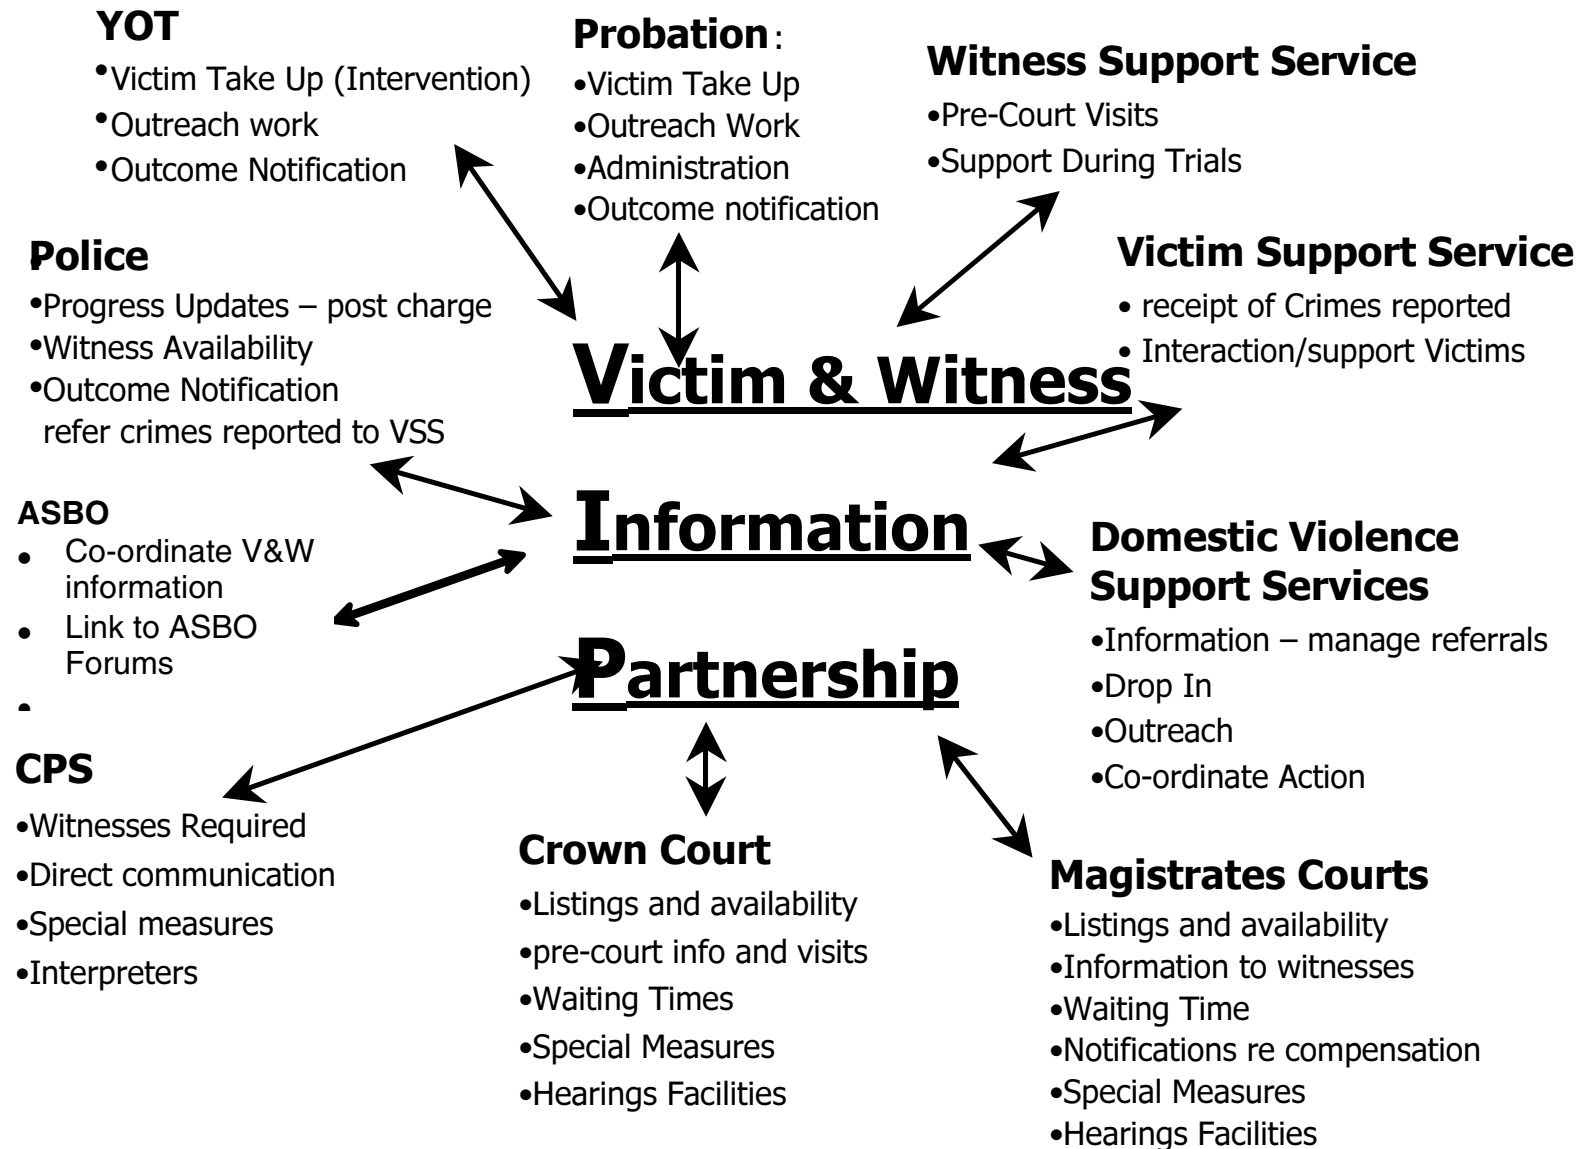 YOT
•Victim Take Up (Intervention)
•Outreach work
•Outcome Notification
Probation:
•Victim Take Up
•Outreach Work
•Administration
•Outcome notification
Witness Support Service
•Pre-Court Visits
•Support During Trials
Victim Support Service
• receipt of Crimes reported
• Interaction/support Victims
Police
•Progress Updates – post charge
•Witness Availability
•Outcome Notification
refer crimes reported to VSS
Victim & Witness
Information
Partnership
ASBO
• Co-ordinate V&W
information
• Link to ASBO
Forums
•
Domestic Violence
Support Services
•Information – manage referrals
•Drop In
•Outreach
•Co-ordinate Action
CPS
•Witnesses Required
•Direct communication
•Special measures
•Interpreters
Crown Court
•Listings and availability
•pre-court info and visits
•Waiting Times
•Special Measures
•Hearings Facilities
Magistrates Courts
•Listings and availability
•Information to witnesses
•Waiting Time
•Notifications re compensation
•Special Measures
•Hearings Facilities